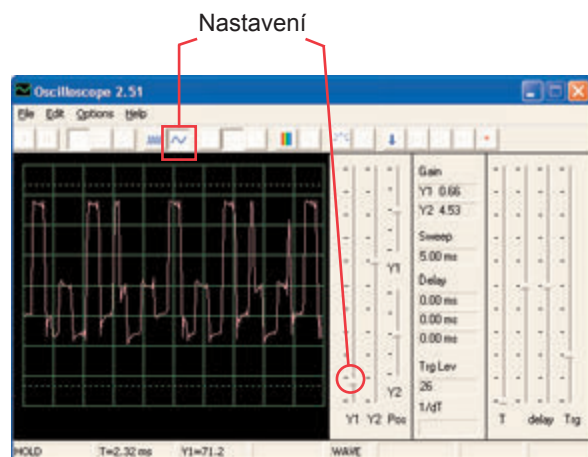 Nastavení
Oscilloscope 2.51
File Edit Options Help
Gain
Y1 0.66
Y2 4.53
Sweep
5.00 ms
Delay
0.00 ms
0.00 ms
0.00 ms
Trg Lev
26
1/dT
Y1
Y2
Y1 Y2 Pos
T delay Trg
HOLD T=2.32 ms Y1=71.2 WAVE